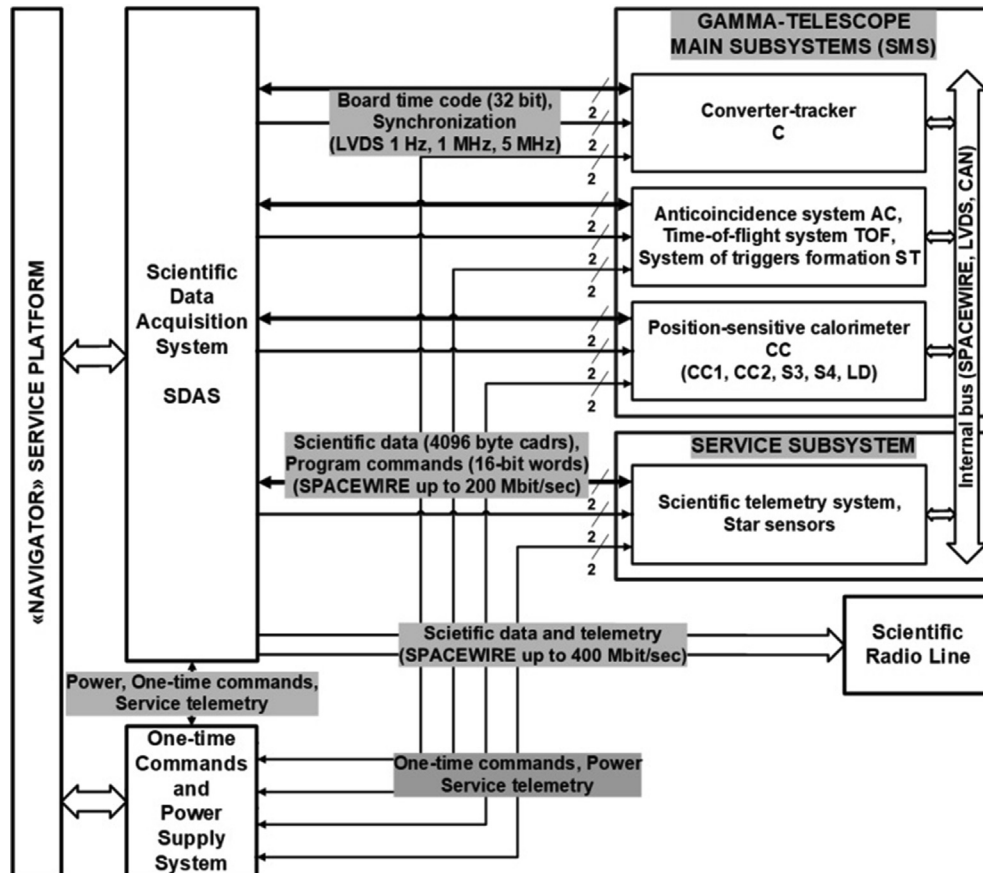 «NAVIGATOR» SERVICE PLATFORM
Scientific
Data
Acquisition
System
SDAS
Board time code (32 bit),
Synchronization
(LVDS 1 Hz, 1 MHz, 5 MHz)
GAMMA-TELESCOPE
MAIN SUBSYSTEMS (SMS)
2
2
2
Converter-tracker
C
2
2
2
Anticoincidence system AC,
Time-of-flight system TOF,
System of triggers formation ST
2
2
2
Position-sensitive calorimeter
CC
(CC1, CC2, S3, S4, LD)
Internal bus (SPACEWIRE, LVDS, CAN)
Scientific data (4096 byte cadrs),
Program commands (16-bit words)
(SPACEWIRE up to 200 Mbit/sec)
SERVICE SUBSYSTEM
2
2
2
Scientific telemetry system,
Star sensors
Scietific data and telemetry
(SPACEWIRE up to 400 Mbit/sec)
Scientific
Radio Line
Power, One-time commands,
Service telemetry
One-time
Commands
and
Power
Supply
System
One-time commands, Power
Service telemetry